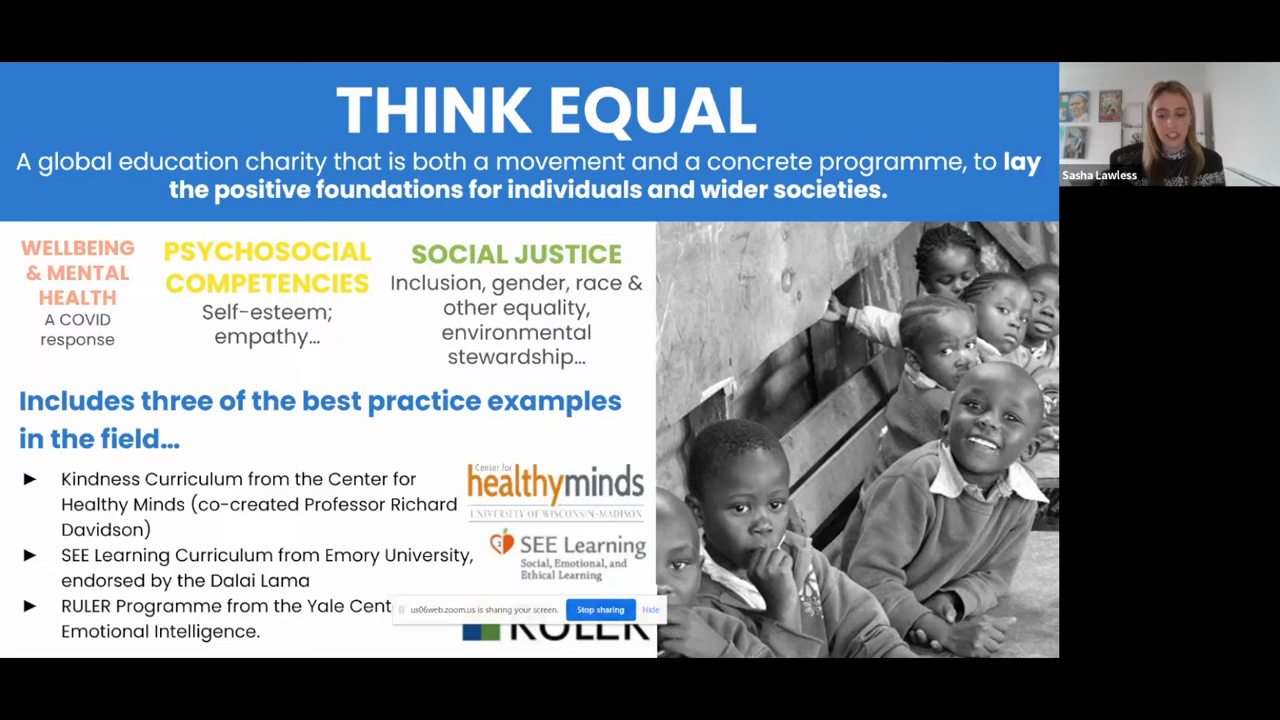 THINK EQUAL
A global education charity that is both a movement and a concrete programme, to lay
the positive foundations for individuals and wider societies.
Sasha Lawless
WELLBEING
& MENTAL
HEALTH
A COVID
response
PSYCHOSOCIAL
COMPETENCIES
Self-esteem;
empathy...
SOCIAL JUSTICE
Inclusion, gender, race &
other equality,
environmental
stewardship...
Includes three of the best practice examples
in the field...
► Kindness Curriculum from the Center for
Healthy Minds (co-created Professor Richard
Davidson)
► SEE Learning Curriculum from Emory University,
endorsed by the Dalai Lama
► RULER Programme from the Yale
Emotional Intelligence.
Center for
healthyminds
UNIVERSITY OF WISCONSIN–MADISON
SEE Learning
Social, Emotional, and
Ethical Learning
us06web.zoom.us is sharing your screen.
Stop sharing
Hide
RULER